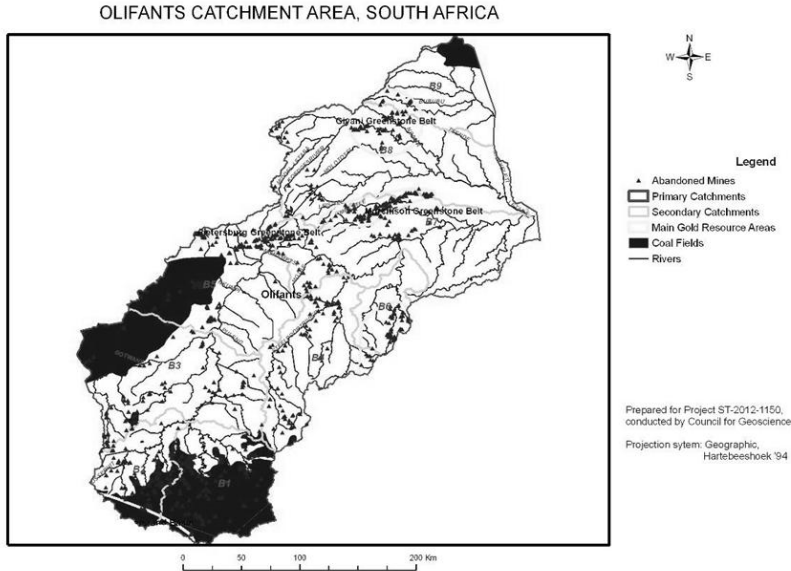 OLIFANTS CATCHMENT AREA, SOUTH AFRICA
N
W E
S
B9
Giyani Greenstone Belt
B8
Legend
Abandoned Mines
Primary Catchments
Secondary Catchments
Main Gold Resource Areas
Coal Fields
Rivers
Murchison Greenstone Belt
B7
Pietersburg Greenstone Belt
B5
Olifants
B6
B4
B3
B1
Prepared for Project ST-2012-1150,
conducted by Council for Geoscience
Projection sytem: Geographic,
Hartebeeshoek '94
0 50 100 200 Km